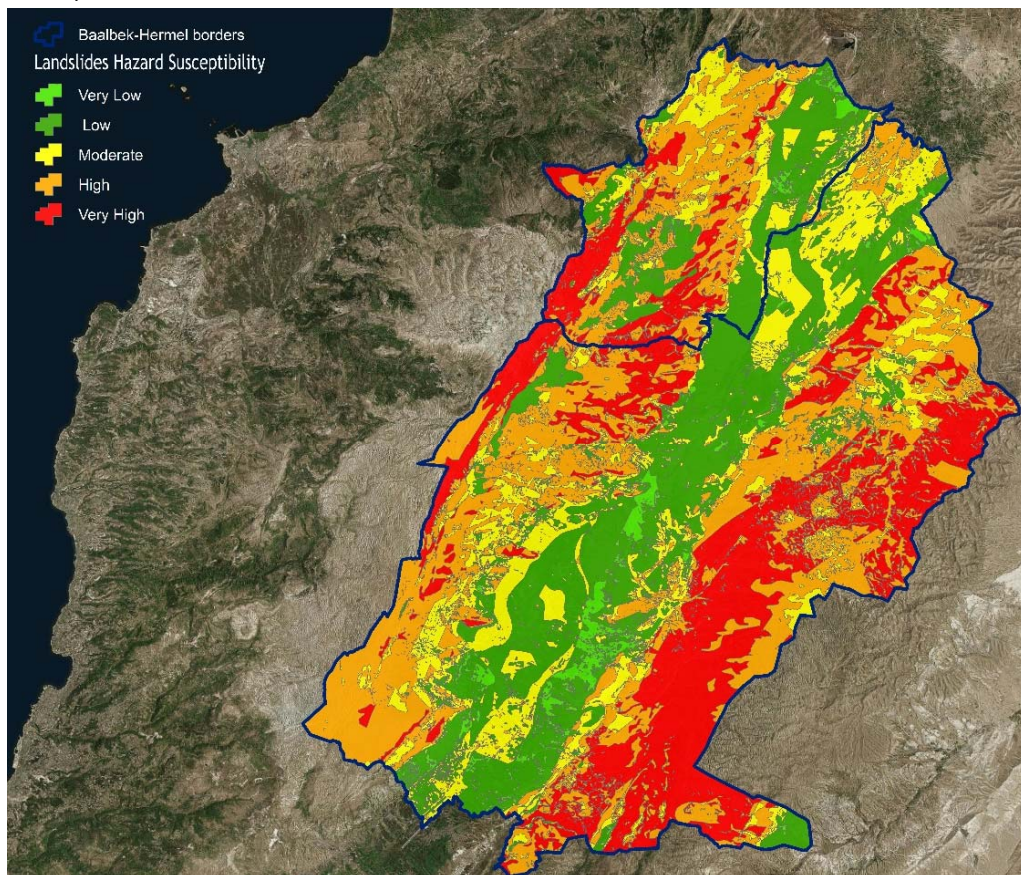 Baalbek-Hermel borders
Landslides Hazard Susceptibility
Very Low
Low
Moderate
High
Very High